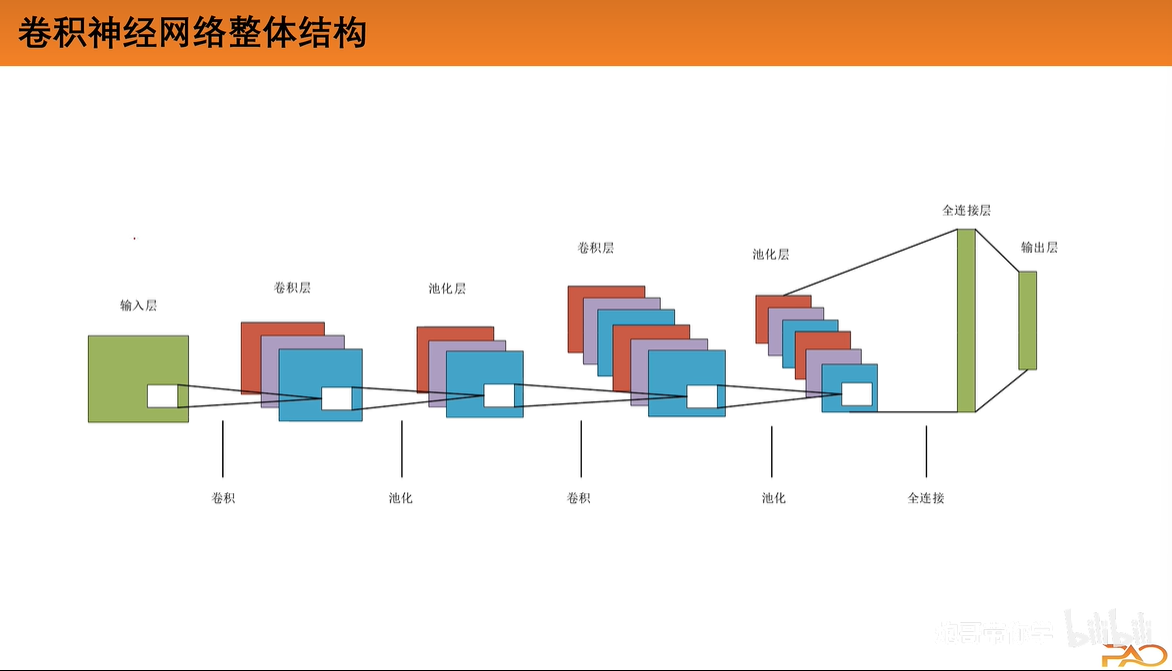 卷积神经网络整体结构
全连接层
输出层
卷积层
池化层
卷积层
池化层
输入层
卷积
池化
卷积
池化
全连接
bilibili